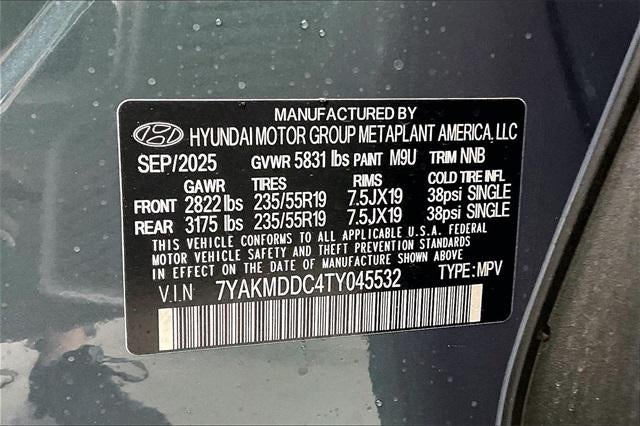 MANUFACTURED BY
HYUNDAI MOTOR GROUP METAPLANT AMERICA, LLC
SEP/2025 GVWR 5831 lbs PAINT M9U TRIM NNB
GAWR TIRES RIMS COLD TIRE INFL
FRONT 2822 lbs 235/55R19 7.5JX19 38psi SINGLE
REAR 3175 lbs 235/55R19 7.5JX19 38psi SINGLE
THIS VEHICLE CONFORMS TO ALL APPLICABLE U.S.A. FEDERAL
MOTOR VEHICLE SAFETY AND THEFT PREVENTION STANDARDS
IN EFFECT ON THE DATE OF MANUFACTURE SHOWN ABOVE
V.I.N 7YAKMDDC4TY045532 TYPE: MPV